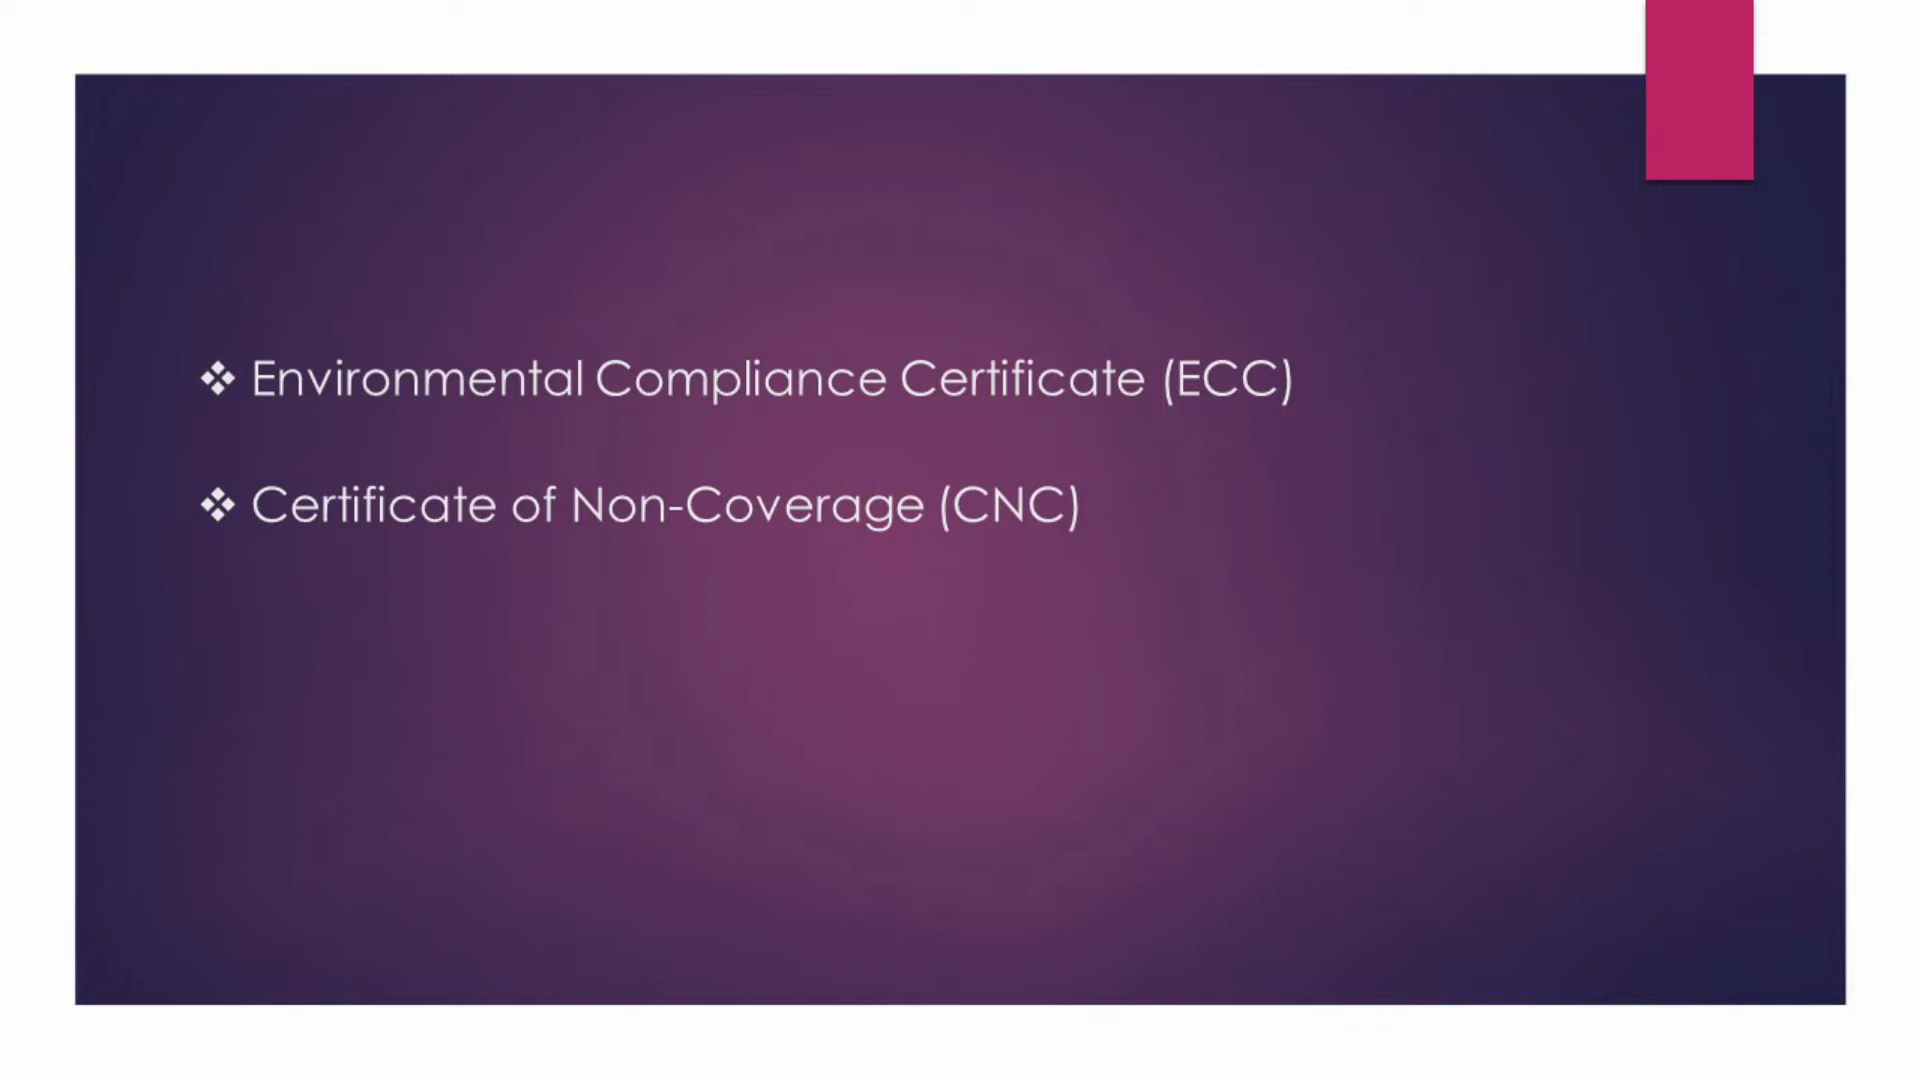 ❖ Environmental Compliance Certificate (ECC)
❖ Certificate of Non-Coverage (CNC)